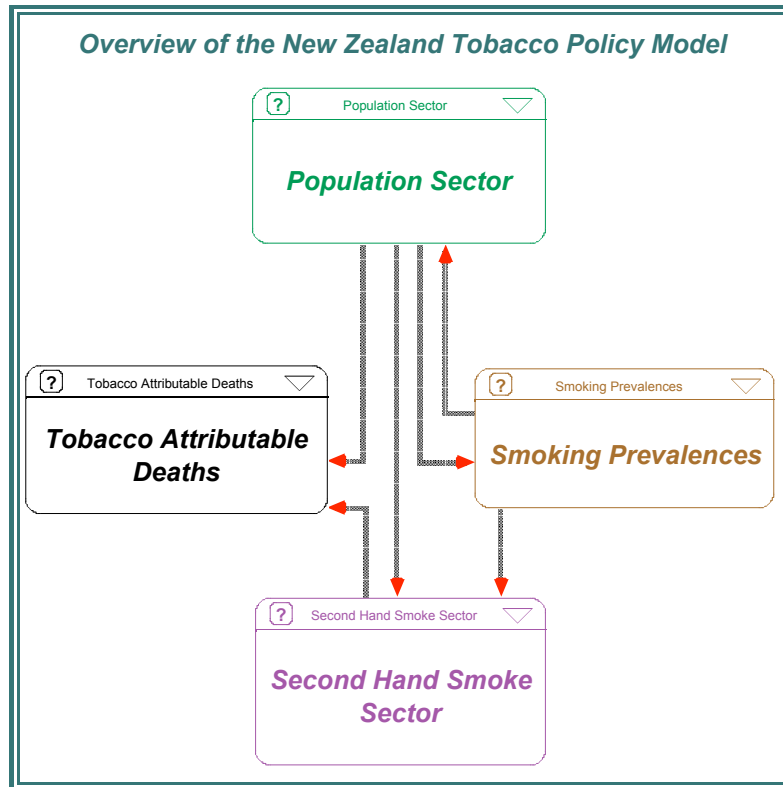 Overview of the New Zealand Tobacco Policy Model
? Population Sector
Population Sector
? Tobacco Attributable Deaths
Tobacco Attributable
Deaths
? Smoking Prevalences
Smoking Prevalences
? Second Hand Smoke Sector
Second Hand Smoke
Sector